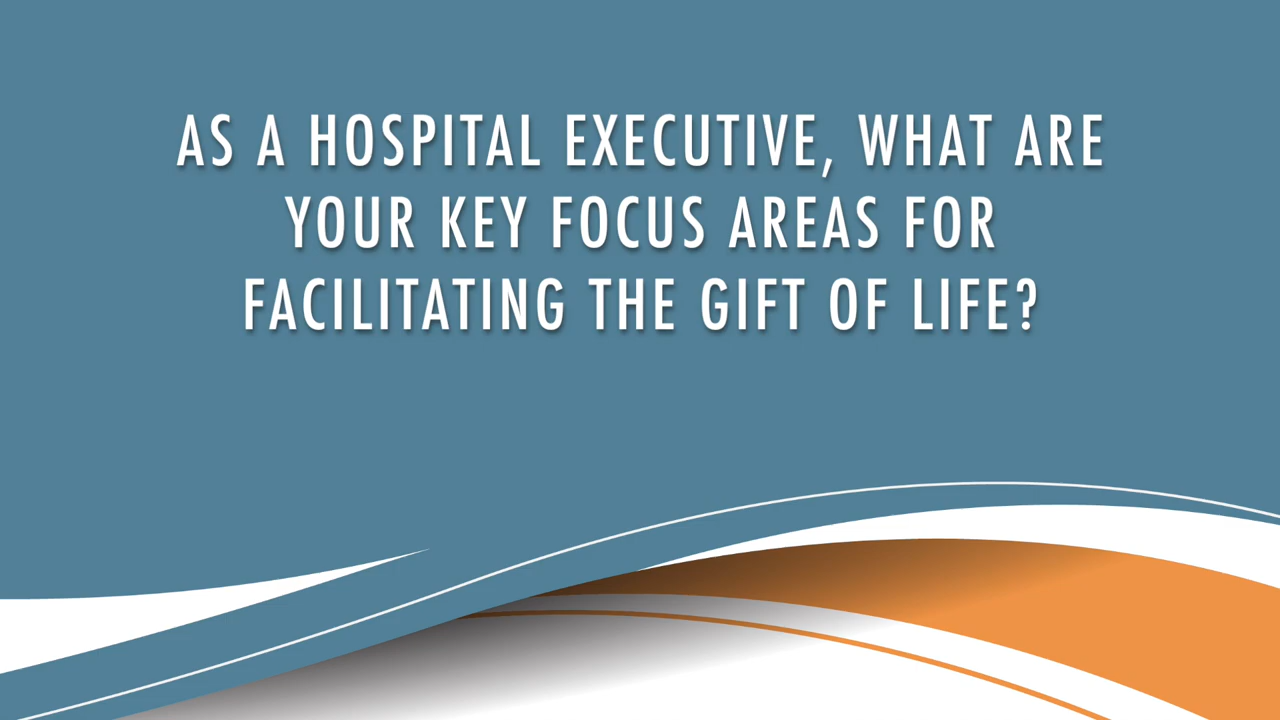 AS A HOSPITAL EXECUTIVE, WHAT ARE
YOUR KEY FOCUS AREAS FOR
FACILITATING THE GIFT OF LIFE?